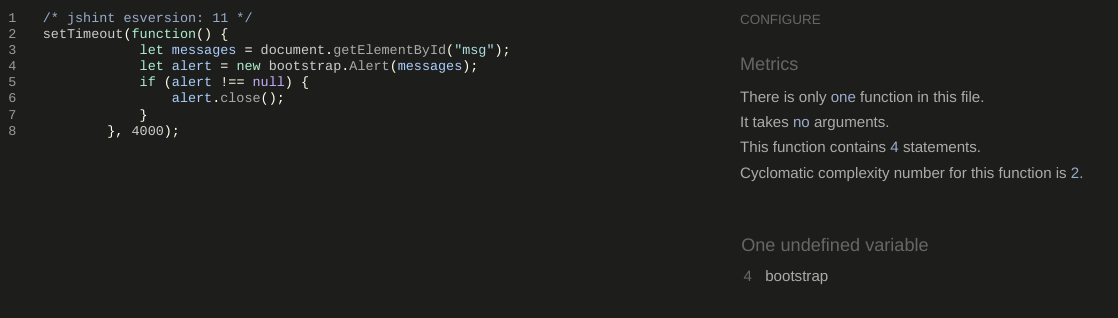 1 /* jshint esversion: 11 */
2 setTimeout(function() {
3 let messages = document.getElementById("msg");
4 let alert = new bootstrap.Alert(messages);
5 if (alert !== null) {
6 alert.close();
7 }
8 }, 4000);
CONFIGURE
Metrics
There is only one function in this file.
It takes no arguments.
This function contains 4 statements.
Cyclomatic complexity number for this function is 2.
One undefined variable
4 bootstrap